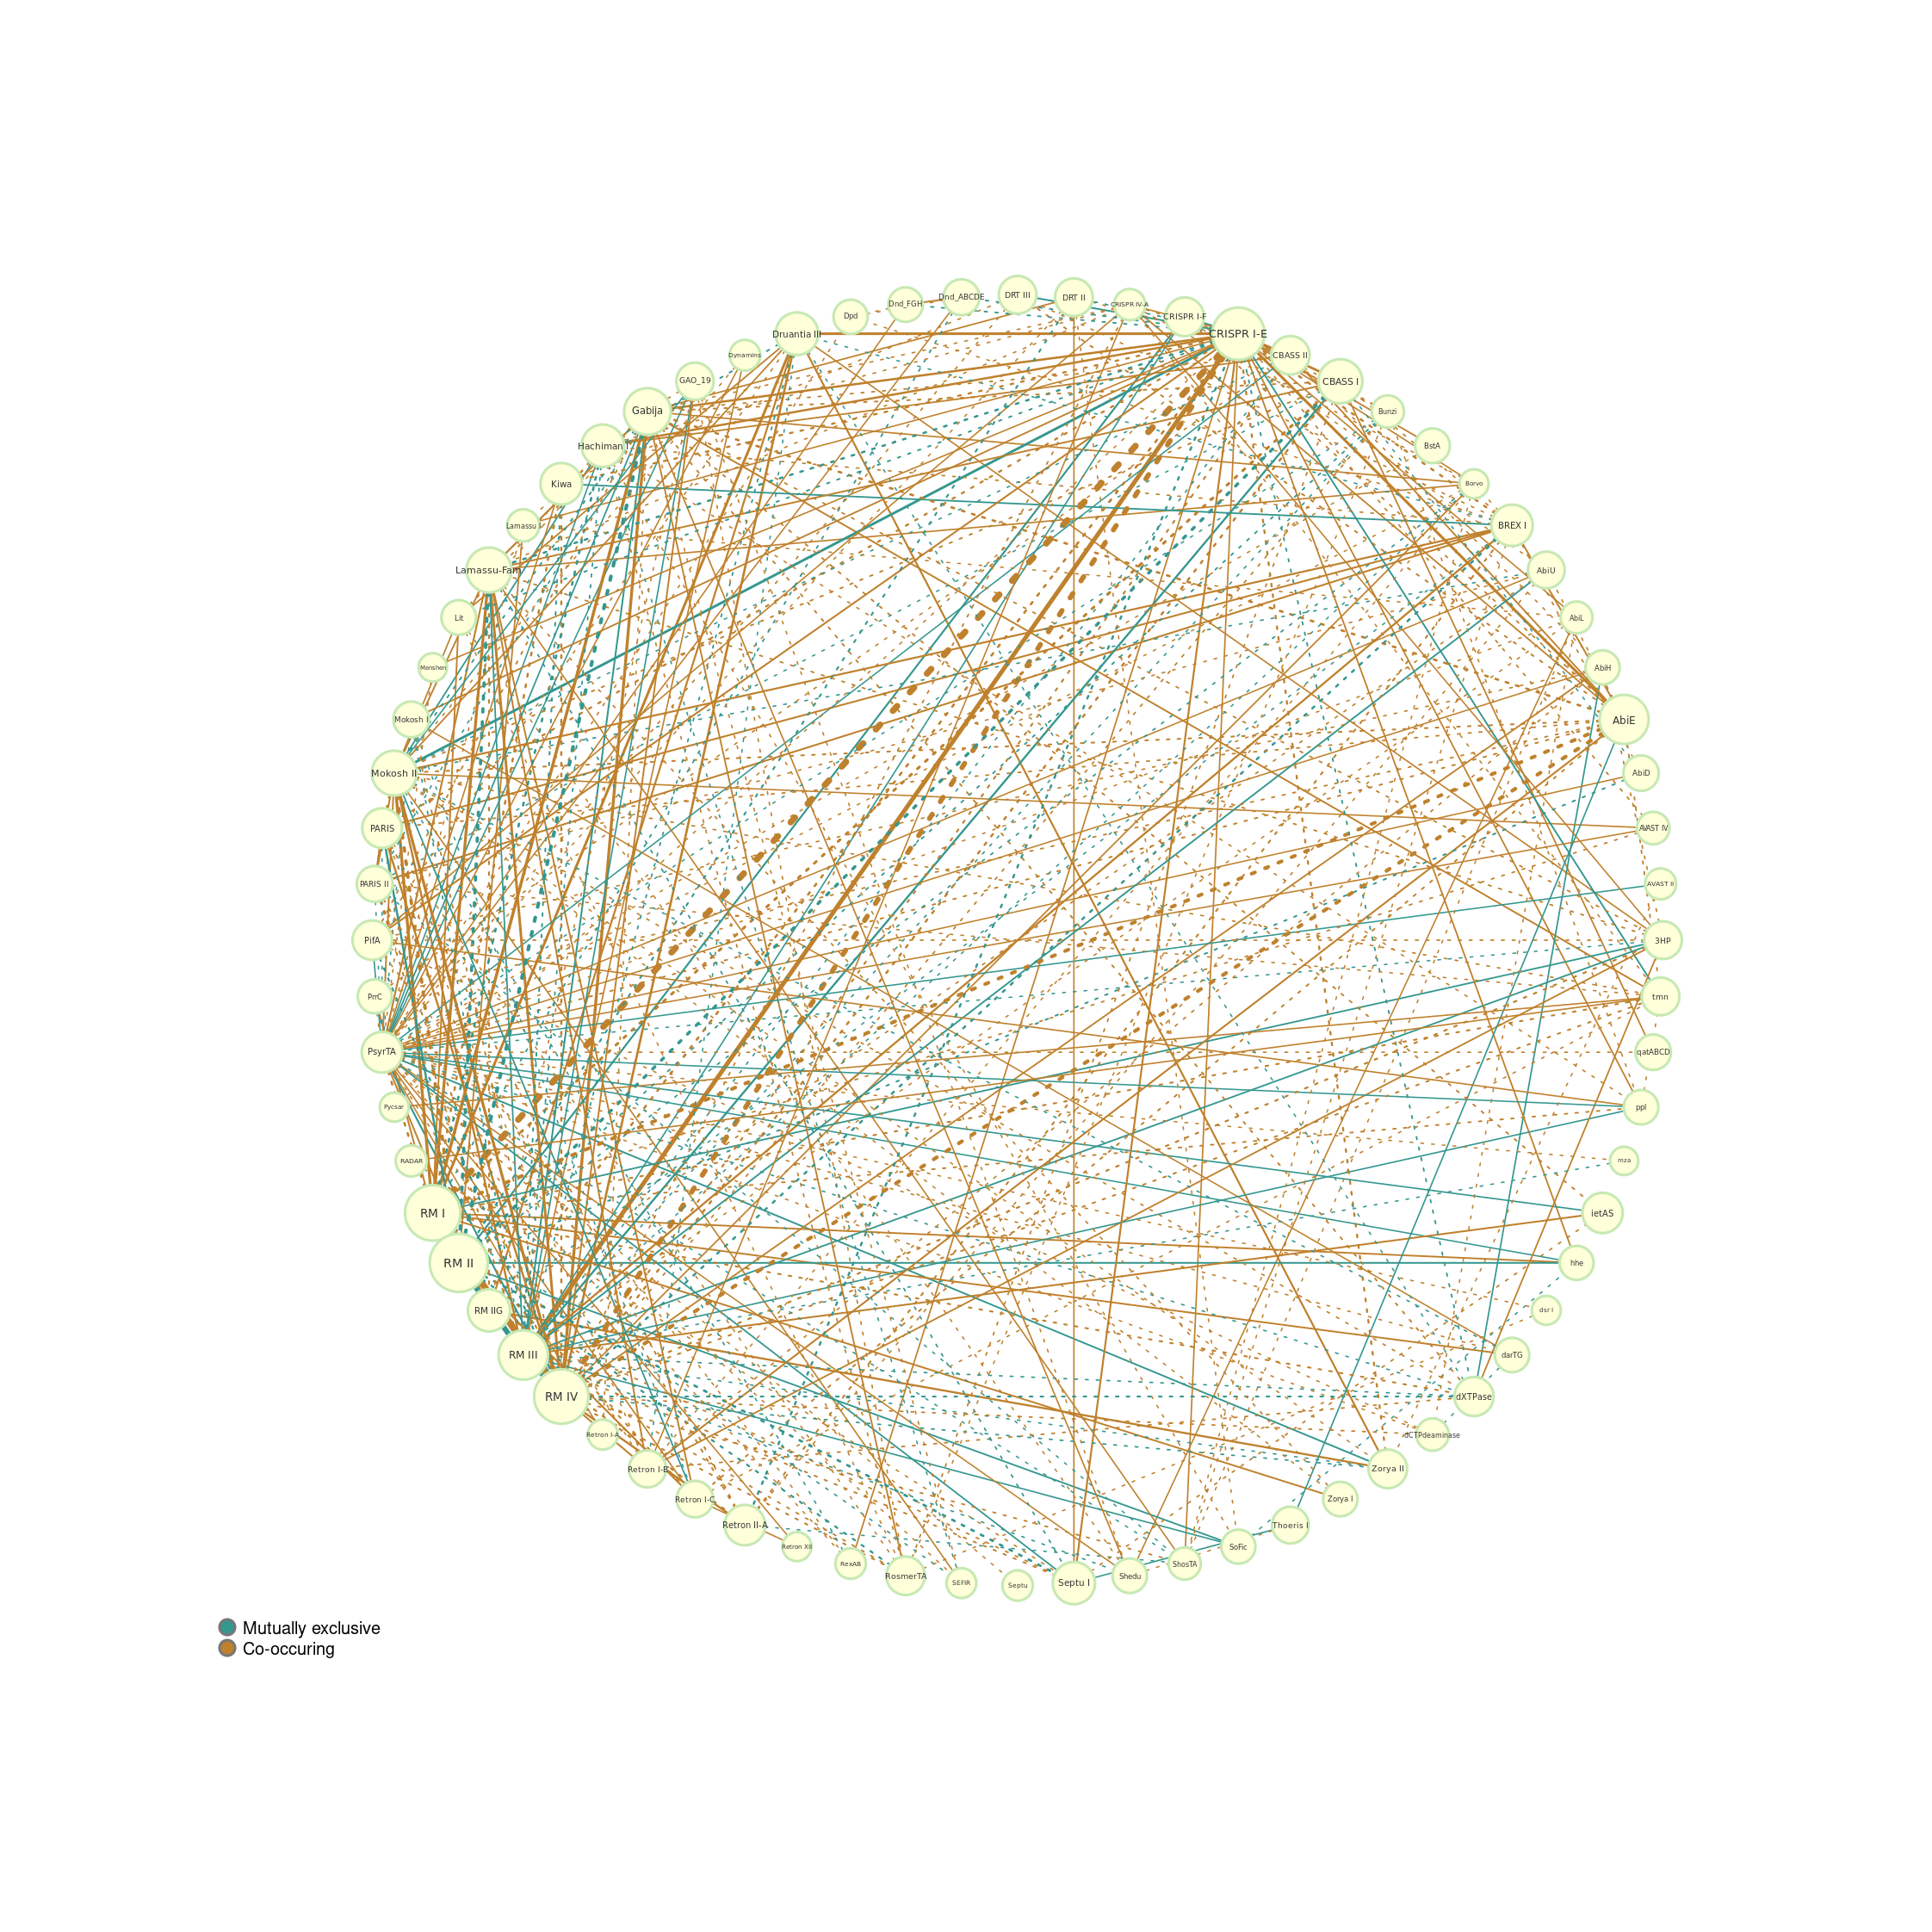 DRT III
DRT II
Dnd_ABCDE
Dnd_FGH
CRISPR IV-A
Dpd
CRISPR I-F
Druantia III
CRISPR I-E
Dynamins
CBASS II
GAO_19
CBASS I
Gabija
Bunzi
Hachiman I
BstA
Kiwa
Borvo
Lamassu I
BREX I
Lamassu-Fam
AbiU
Lit
AbiL
Menshen
AbiH
Mokosh I
AbiE
Mokosh II
AbiD
PARIS
AVAST IV
PARIS II
AVAST II
PifA
3HP
PrrC
tmn
PsyrTA
qatABCD
Pycsar
ppl
RADAR
mza
RM I
ietAS
RM II
hhe
RM IIG
dsr I
RM III
darTG
RM IV
dXTPase
Retron I-A
dCTPdeaminase
Retron I-B
Zorya II
Retron I-C
Zorya I
Retron II-A
Thoeris I
Retron XII
SoFic
RexAB
ShosTA
RosmerTA
Shedu
SEFIR
Septu I
Septu
Mutually exclusive
Co-occuring